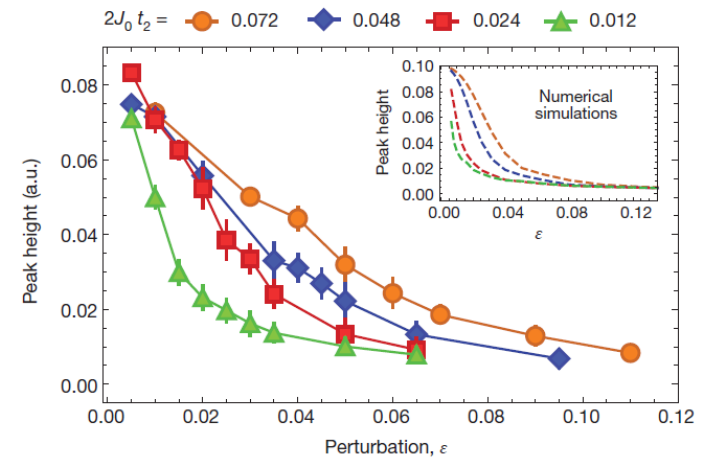 2J₀ t₂ = 0.072 0.048 0.024 0.012
Peak height (a.u.)
0.08
0.06
0.04
0.02
0.00
0.00 0.02 0.04 0.06 0.08 0.10 0.12
Perturbation, ε
Peak height
0.10
0.08
0.06
0.04
0.02
0.00
Numerical
simulations
0.00 0.04 0.08 0.12
ε